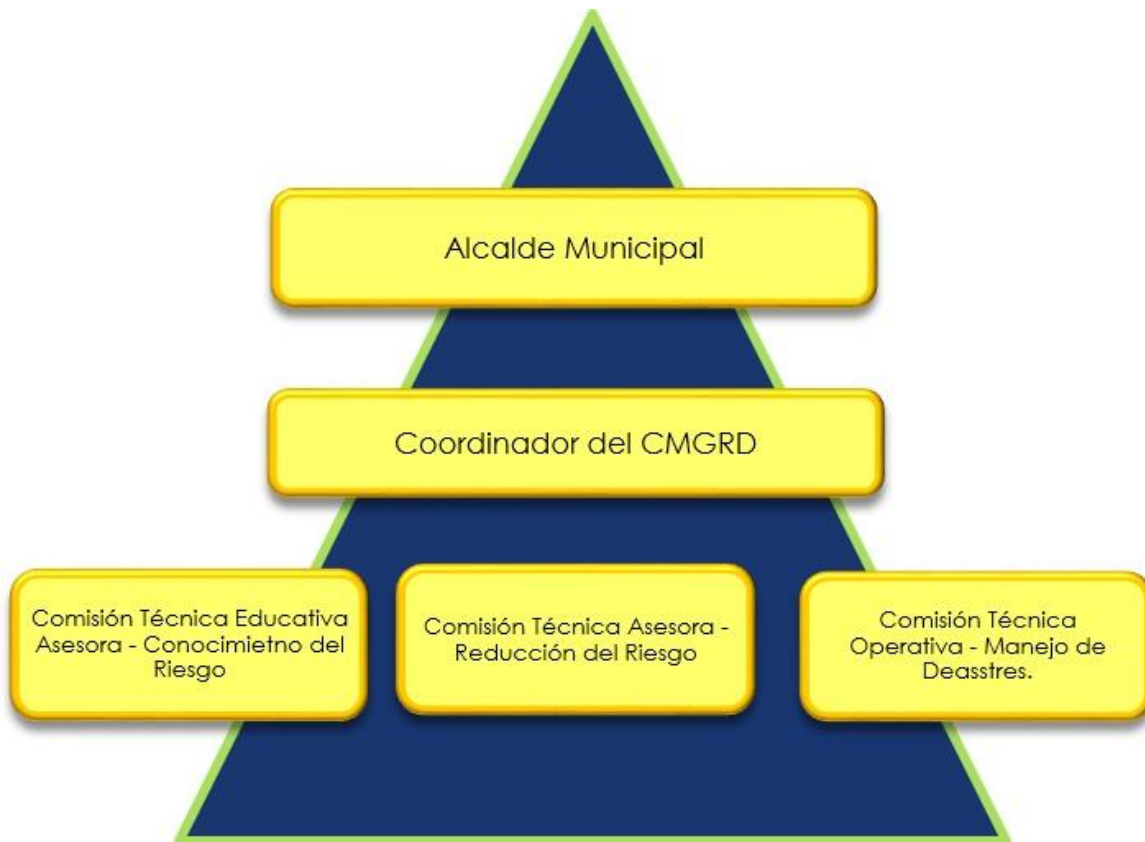 Alcalde Municipal
Coordinador del CMGRD
Comisión Técnica Educativa
Asesora - Conocimietno del
Riesgo
Comisión Técnica Asesora -
Reducción del Riesgo
Comisión Técnica
Operativa - Manejo de
Deasstres.